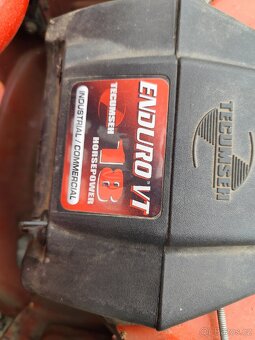 ENDURO VT
TECUMSEH
18
HORSEPOWER
INDUSTRIAL / COMMERCIAL
TECUMSEH